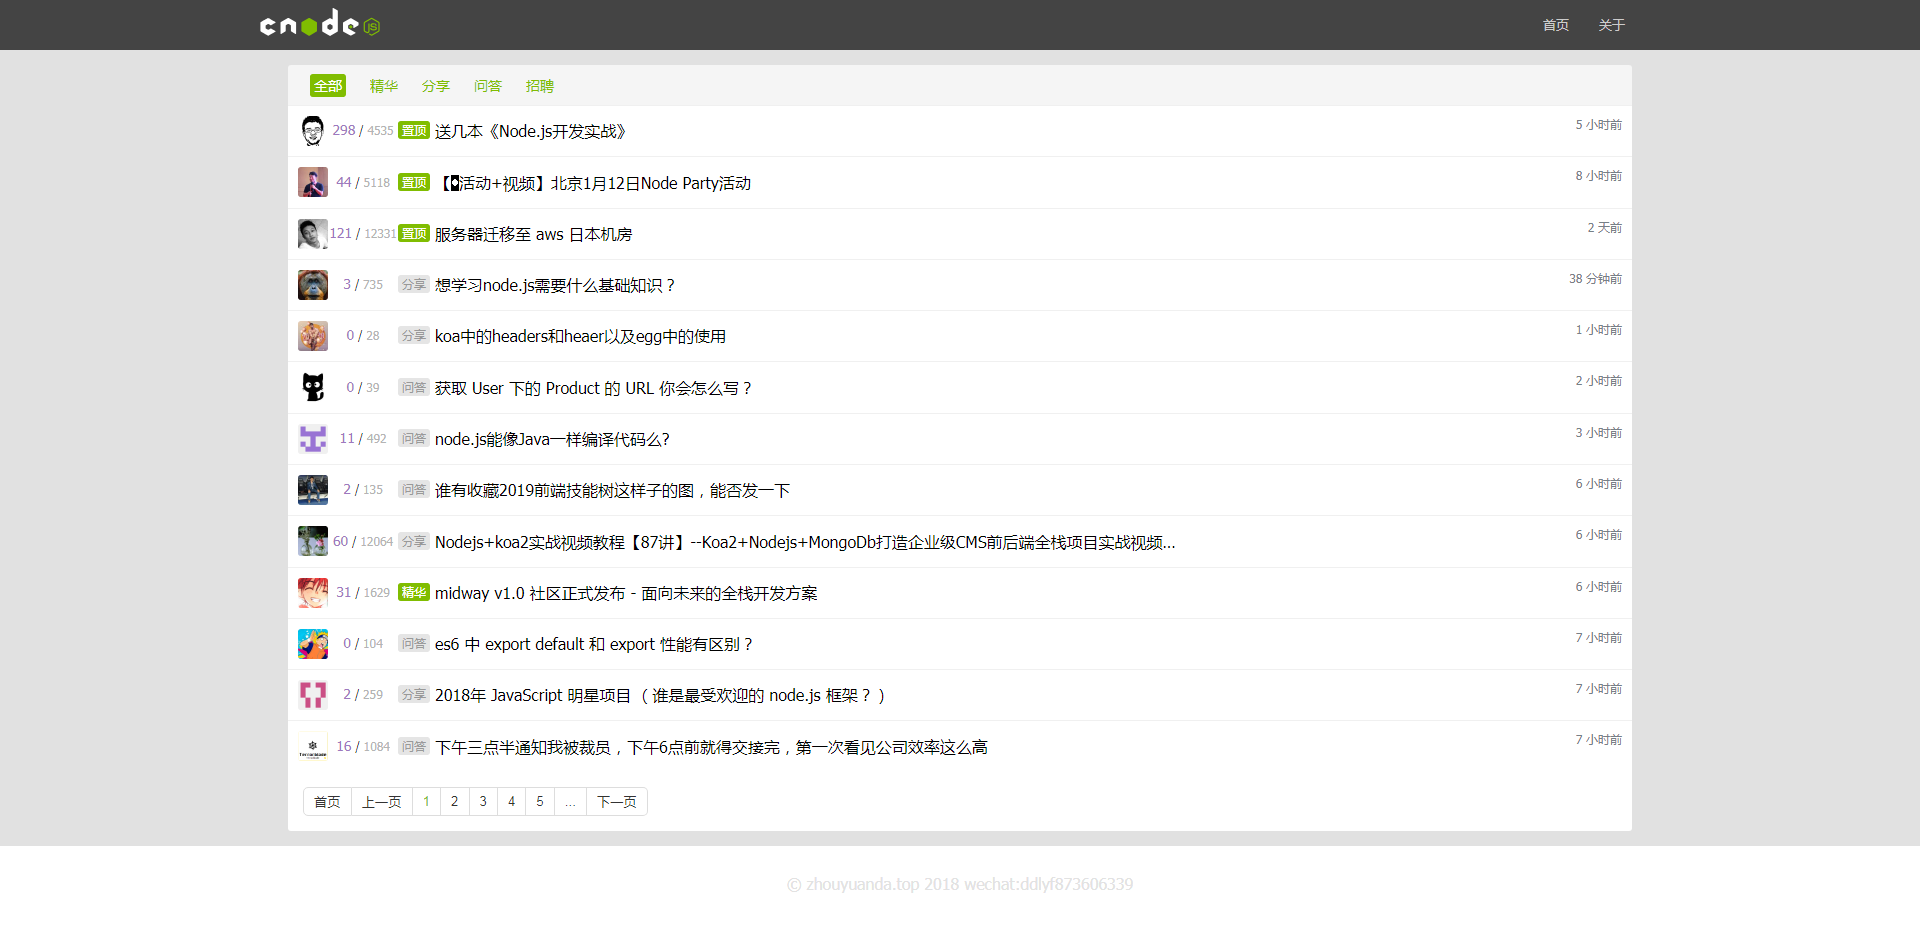 cnode JS 首页 关于
全部 精华 分享 问答 招聘
298 / 4535 置顶 送几本《Node.js开发实战》 5 小时前
44 / 5118 置顶 【活动+视频】北京1月12日Node Party活动 8 小时前
121 / 12331 置顶 服务器迁移至 aws 日本机房 2 天前
3 / 735 分享 想学习node.js需要什么基础知识？ 38 分钟前
0 / 28 分享 koa中的headers和heaer以及egg中的使用 1 小时前
0 / 39 问答 获取 User 下的 Product 的 URL 你会怎么写？ 2 小时前
11 / 492 问答 node.js能像Java一样编译代码么? 3 小时前
2 / 135 问答 谁有收藏2019前端技能树这样子的图，能否发一下 6 小时前
60 / 12064 分享 Nodejs+koa2实战视频教程【87讲】--Koa2+Nodejs+MongoDb打造企业级CMS前后端全栈项目实战视频... 6 小时前
31 / 1629 精华 midway v1.0 社区正式发布 - 面向未来的全栈开发方案 6 小时前
0 / 104 问答 es6 中 export default 和 export 性能有区别？ 7 小时前
2 / 259 分享 2018年 JavaScript 明星项目 （ 谁是最受欢迎的 node.js 框架？ ） 7 小时前
16 / 1084 问答 下午三点半通知我被裁员，下午6点前就得交接完，第一次看见公司效率这么高 7 小时前
首页 上一页 1 2 3 4 5 ... 下一页
© zhouyuanda.top 2018 wechat:ddlyf873606339